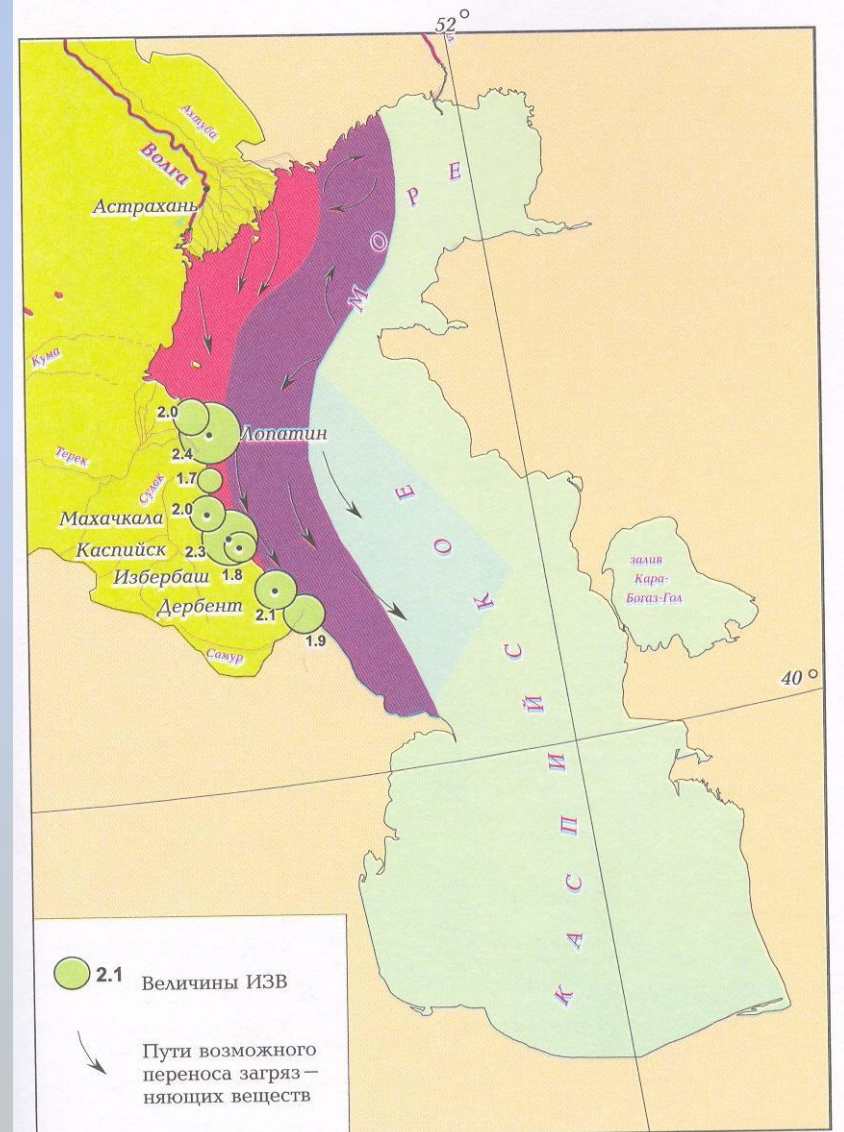 52°
Ахтуба
Волга
Астрахань
МОРЕ
Кума
2.0
Лопатин
2.4
Терек
1.7
Сулак
2.0
Махачкала
Каспийск
2.3
1.8
Избербаш
Дербент
2.1
1.9
Самур
залив
Кара-
Богаз-Гол
40°
КАСПИЙСКОЕ
2.1 Величины ИЗВ
Пути возможного
переноса загряз—
няющих веществ